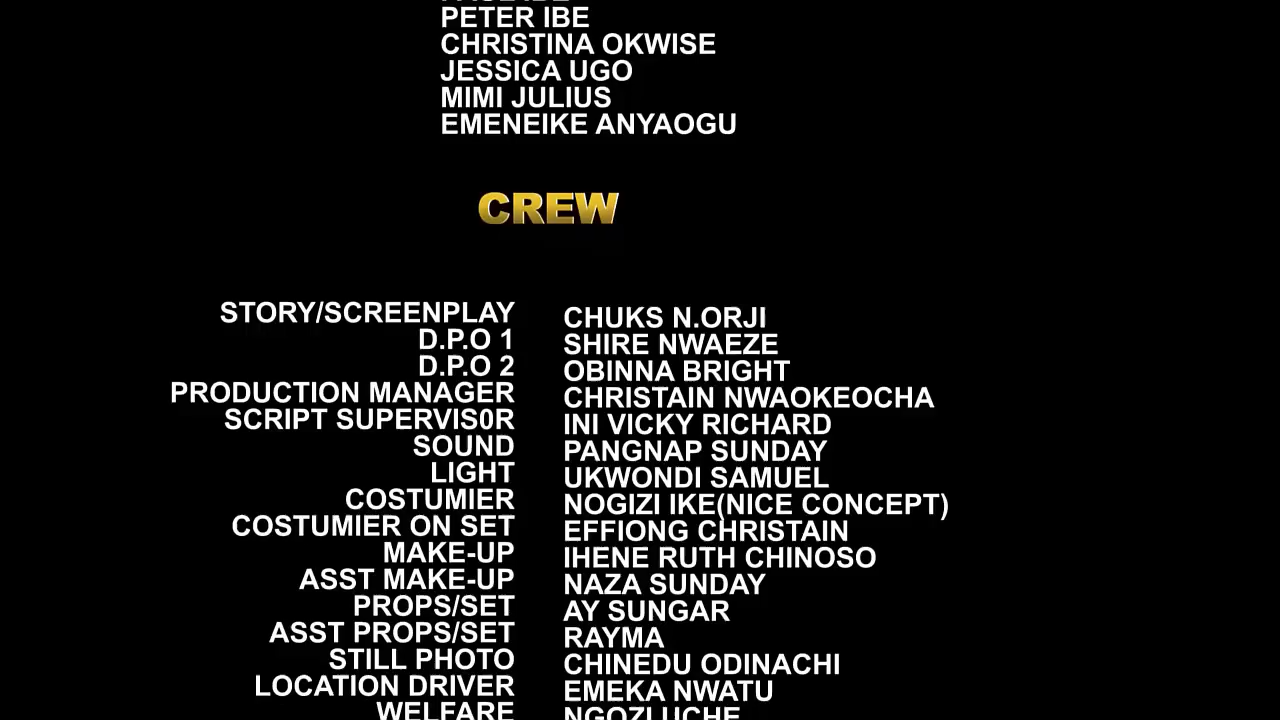 PETER IBE
CHRISTINA OKWISE
JESSICA UGO
MIMI JULIUS
EMENEIKE ANYAOGU
CREW
STORY/SCREENPLAY CHUKS N.ORJI
D.P.O 1 SHIRE NWAEZE
D.P.O 2 OBINNA BRIGHT
PRODUCTION MANAGER CHRISTAIN NWAOKEOCHA
SCRIPT SUPERVIS0R INI VICKY RICHARD
SOUND PANGNAP SUNDAY
LIGHT UKWONDI SAMUEL
COSTUMIER NOGIZI IKE(NICE CONCEPT)
COSTUMIER ON SET EFFIONG CHRISTAIN
MAKE-UP IHENE RUTH CHINOSO
ASST MAKE-UP NAZA SUNDAY
PROPS/SET AY SUNGAR
ASST PROPS/SET RAYMA
STILL PHOTO CHINEDU ODINACHI
LOCATION DRIVER EMEKA NWATU
WELFARE NGOZI UCHE